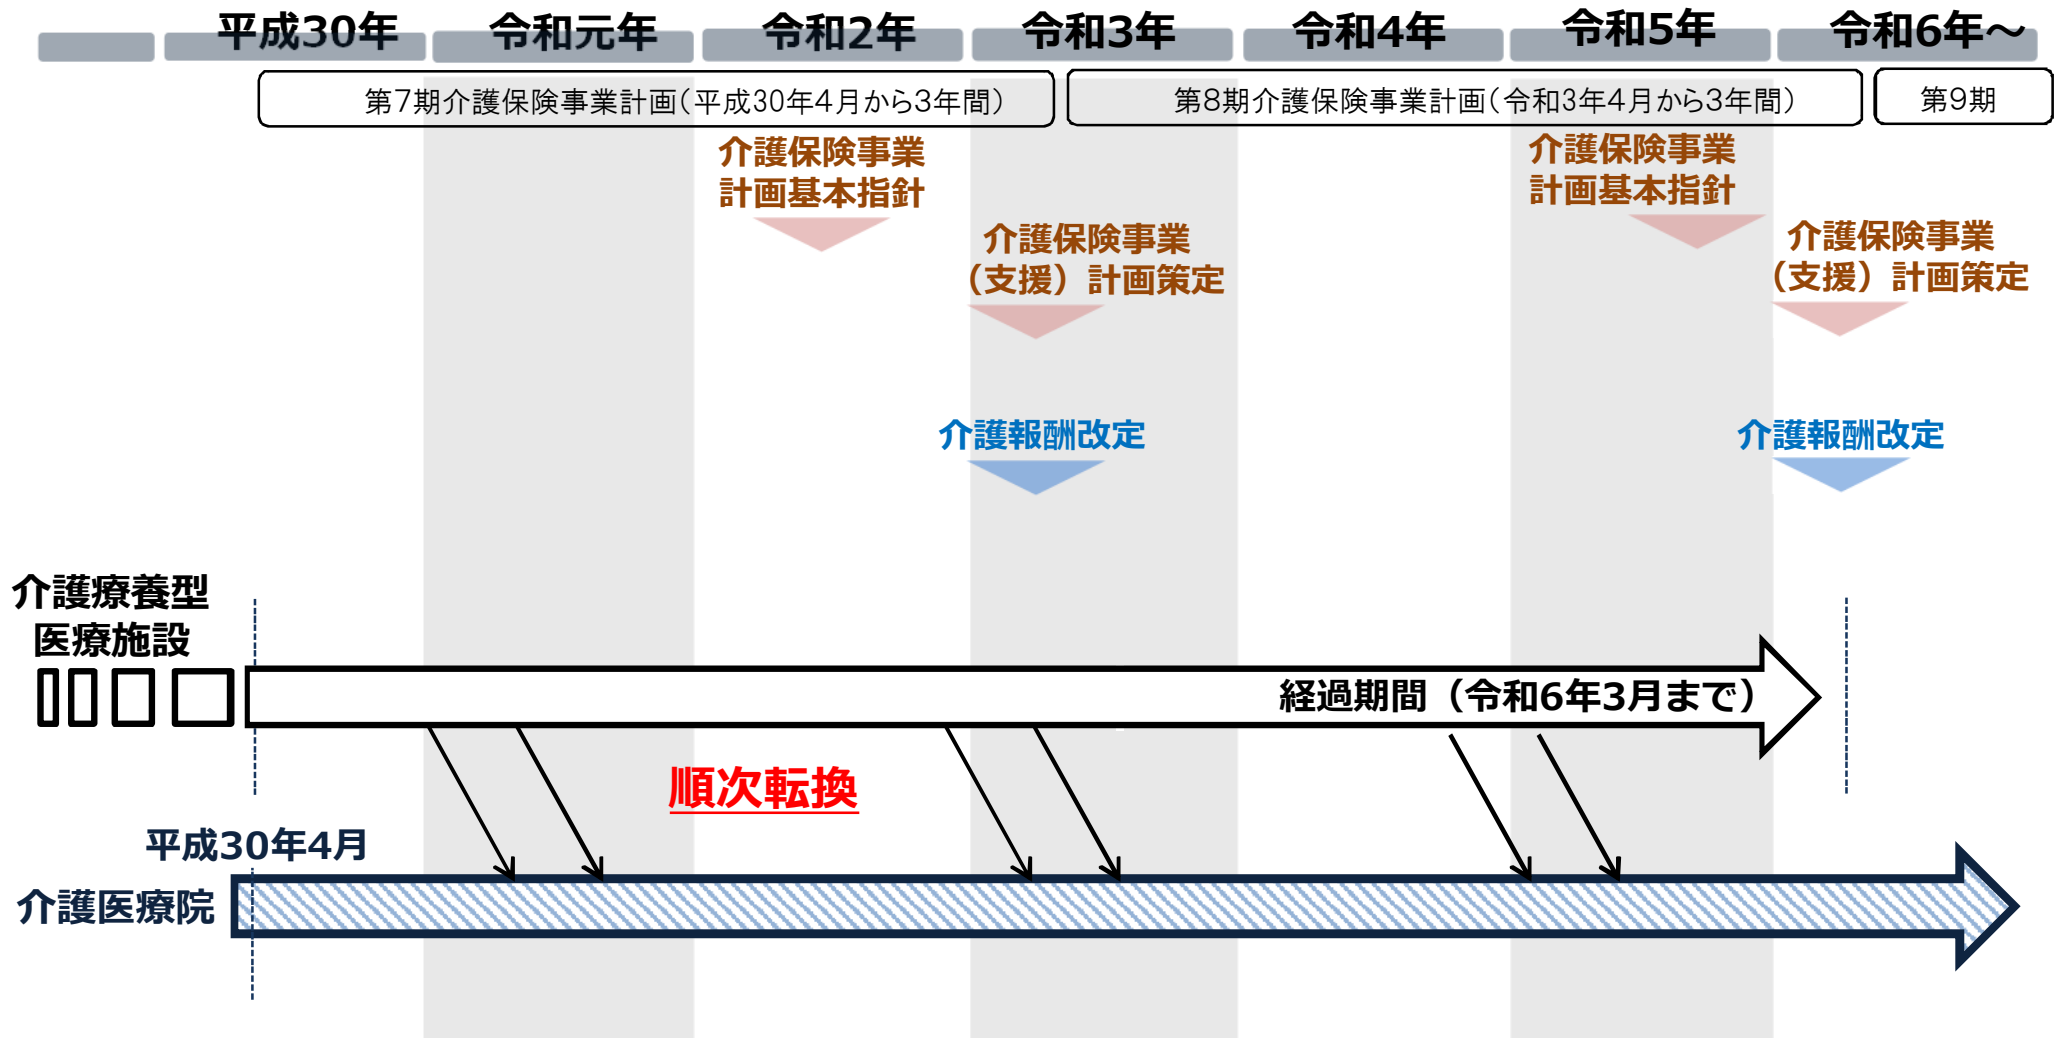 平成30年
令和元年
令和2年
令和3年
令和4年
令和5年
令和6年～
第7期介護保険事業計画（平成30年4月から3年間）
第8期介護保険事業計画（令和3年4月から3年間）
第9期
介護保険事業
計画基本指針
介護保険事業
計画基本指針
介護保険事業
（支援）計画策定
介護保険事業
（支援）計画策定
介護報酬改定
介護報酬改定
介護療養型
医療施設
経過期間（令和6年3月まで）
順次転換
平成30年4月
介護医療院